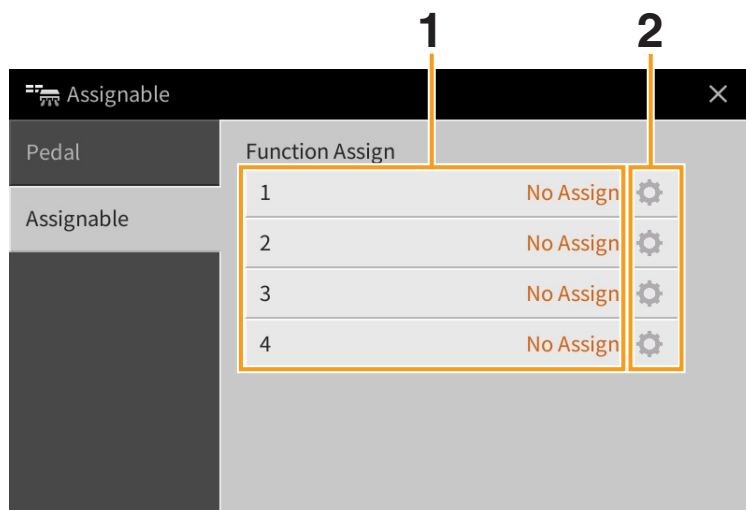 1 2
Assignable
Pedal
Assignable
Function Assign
1 No Assign
2 No Assign
3 No Assign
4 No Assign